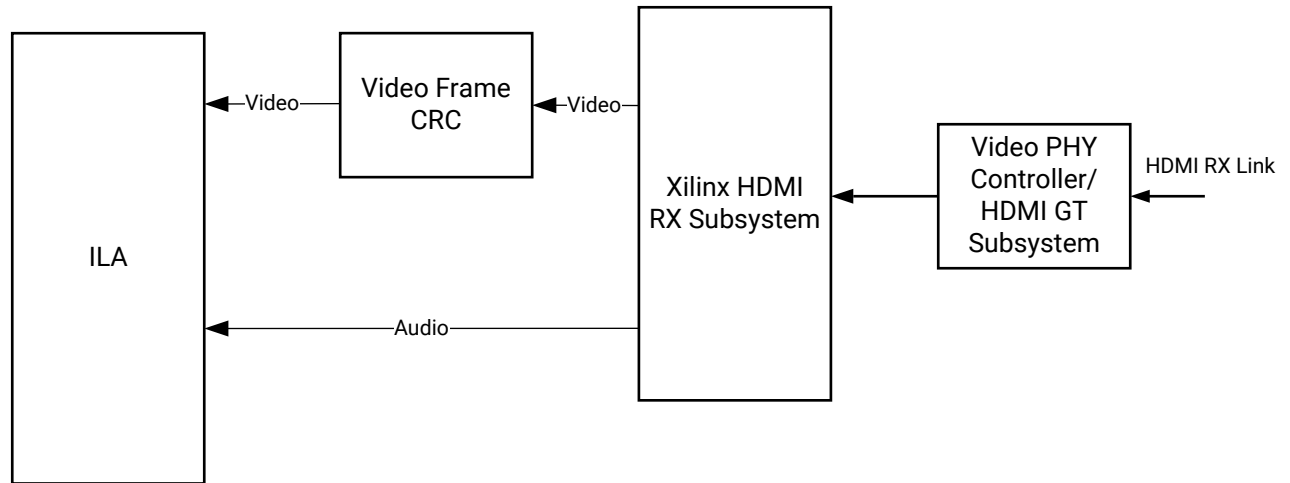 ILA
Video
Video Frame
CRC
Video
Audio
Xilinx HDMI
RX Subsystem
Video PHY
Controller/
HDMI GT
Subsystem
HDMI RX Link